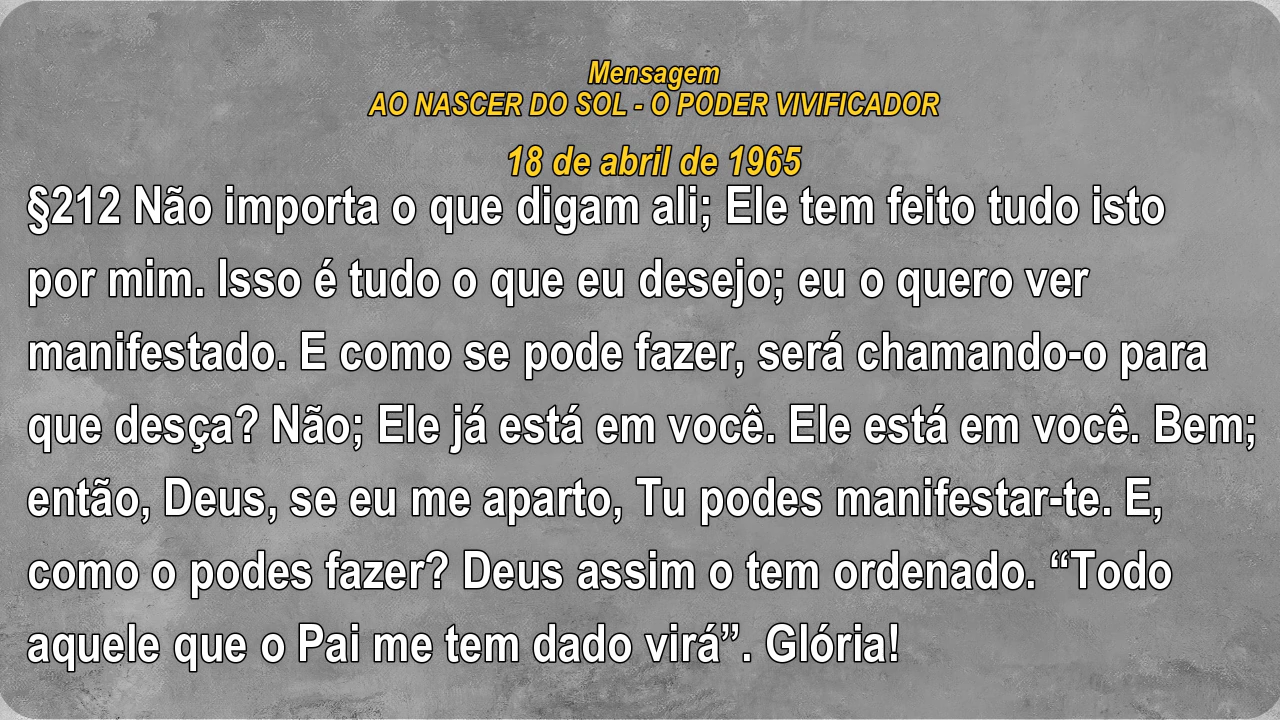 Mensagem
AO NASCER DO SOL - O PODER VIVIFICADOR
18 de abril de 1965
§212 Não importa o que digam ali; Ele tem feito tudo isto
por mim. Isso é tudo o que eu desejo; eu o quero ver
manifestado. E como se pode fazer, será chamando-o para
que desça? Não; Ele já está em você. Ele está em você. Bem;
então, Deus, se eu me aparto, Tu podes manifestar-te. E,
como o podes fazer? Deus assim o tem ordenado. “Todo
aquele que o Pai me tem dado virá”. Glória!